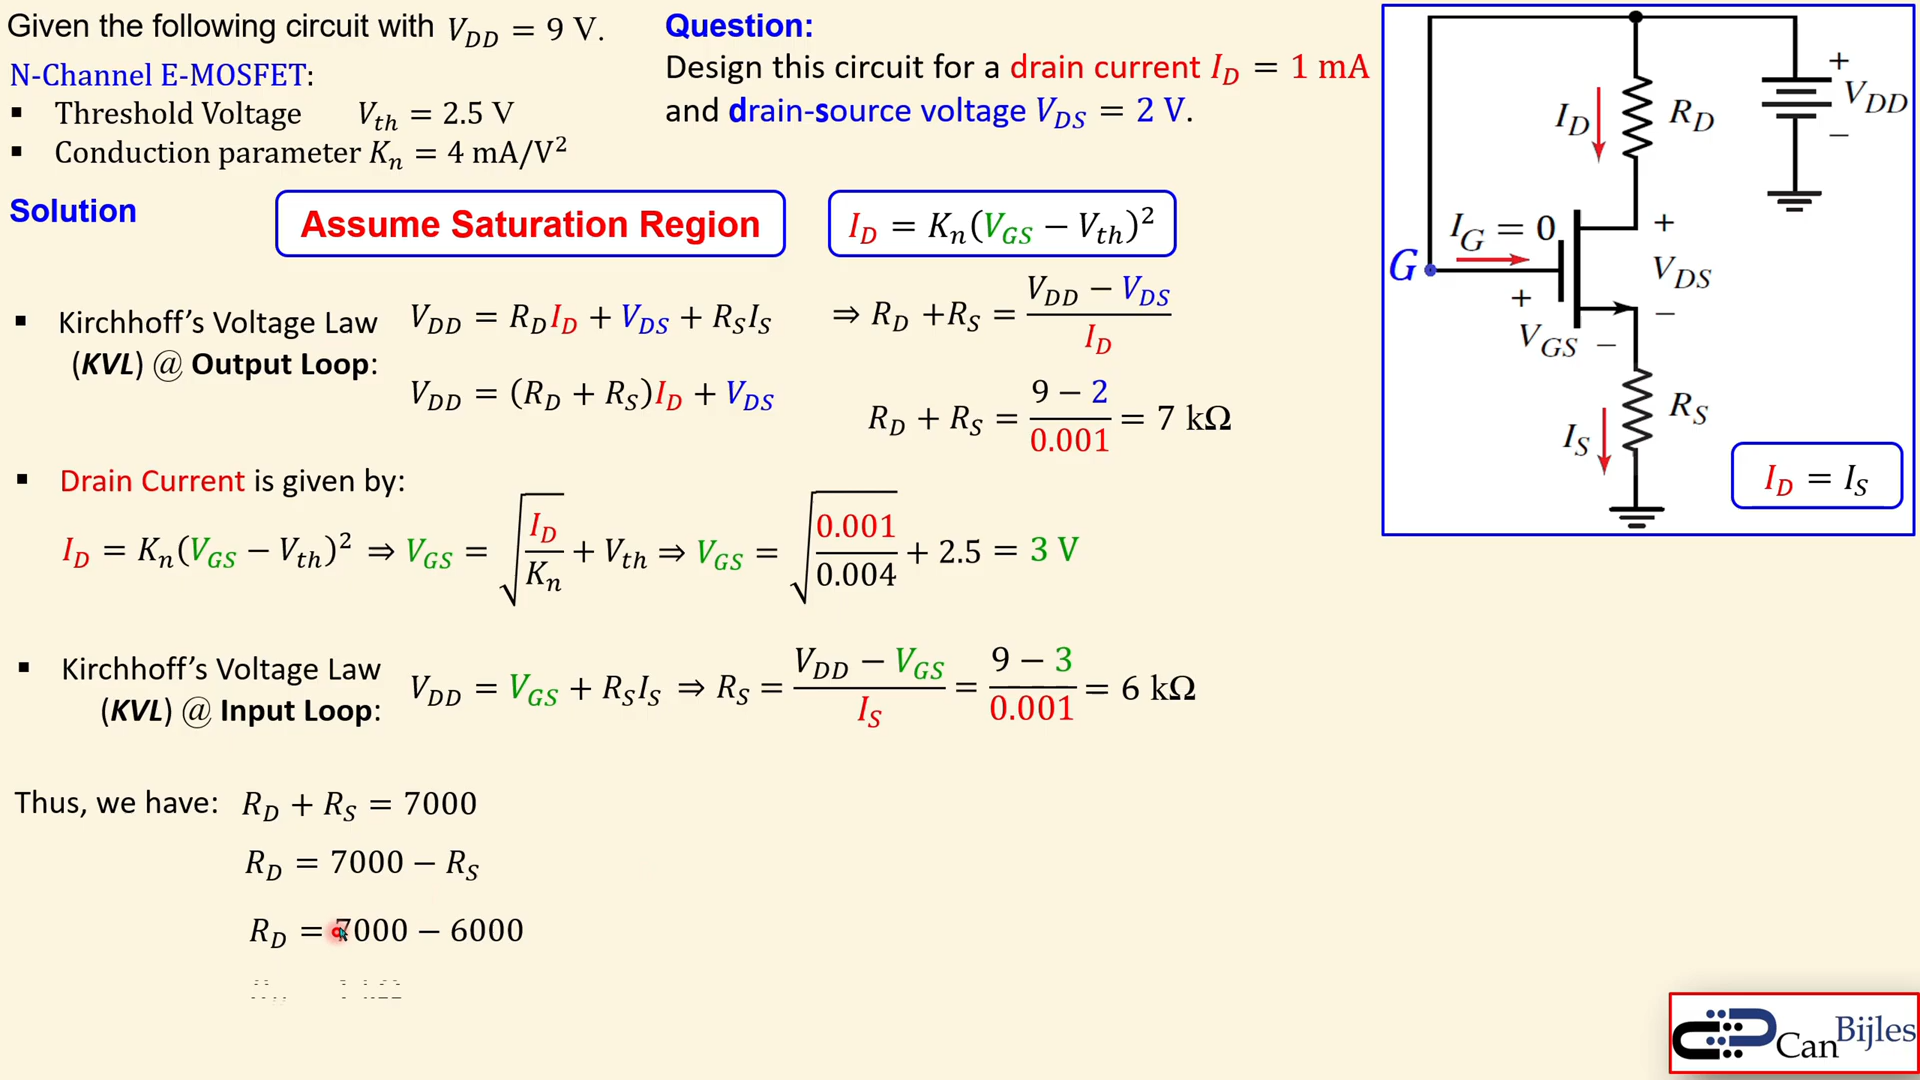 Given the following circuit with V_DD = 9 V.
N-Channel E-MOSFET:
▪ Threshold Voltage V_th = 2.5 V
▪ Conduction parameter K_n = 4 mA/V²
Question:
Design this circuit for a drain current I_D = 1 mA
and drain-source voltage V_DS = 2 V.
Solution
Assume Saturation Region
I_D = K_n(V_GS − V_th)²
▪ Kirchhoff's Voltage Law
(KVL) @ Output Loop:
V_DD = R_D I_D + V_DS + R_S I_S
⇒ R_D + R_S = (V_DD − V_DS) / I_D
V_DD = (R_D + R_S)I_D + V_DS
R_D + R_S = (9 − 2) / 0.001 = 7 kΩ
▪ Drain Current is given by:
I_D = K_n(V_GS − V_th)² ⇒ V_GS = √(I_D / K_n) + V_th ⇒ V_GS = √(0.001 / 0.004) + 2.5 = 3 V
▪ Kirchhoff's Voltage Law
(KVL) @ Input Loop:
V_DD = V_GS + R_S I_S ⇒ R_S = (V_DD − V_GS) / I_S = (9 − 3) / 0.001 = 6 kΩ
Thus, we have: R_D + R_S = 7000
R_D = 7000 − R_S
R_D = 7000 − 6000
+
I_D
R_D
V_DD
−
I_G = 0
+
G
V_DS
+
−
V_GS −
R_S
I_S
I_D = I_S
CanBijles